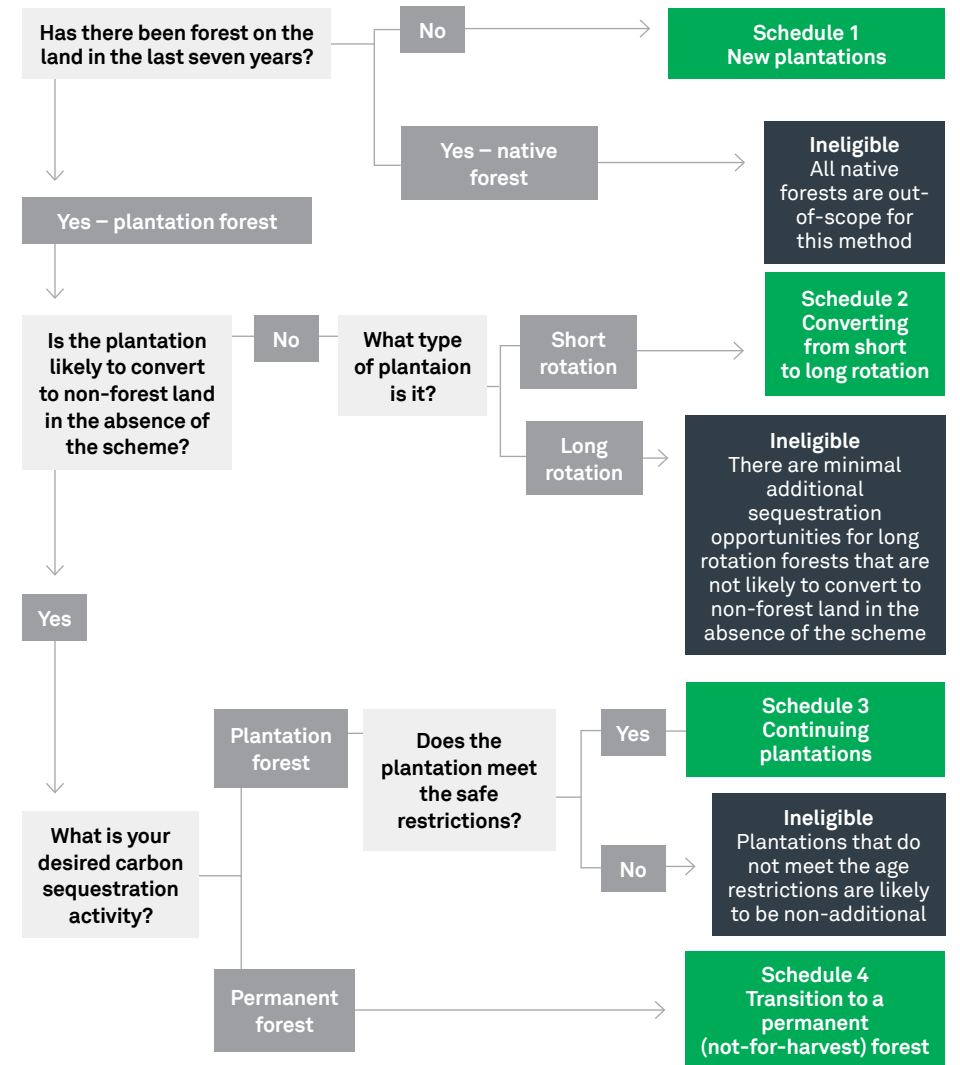 Has there been forest on the
land in the last seven years?
No
Schedule 1
New plantations
Yes – native
forest
Ineligible
All native
forests are out-
of-scope for
this method
Yes – plantation forest
Is the plantation
likely to convert
to non-forest land
in the absence of
the scheme?
No
What type
of plantaion
is it?
Short
rotation
Schedule 2
Converting
from short
to long rotation
Long
rotation
Ineligible
There are minimal
additional
sequestration
opportunities for long
rotation forests that are
not likely to convert to
non-forest land in the
absence of the scheme
Yes
What is your
desired carbon
sequestration
activity?
Plantation
forest
Does the
plantation meet
the safe
restrictions?
Yes
Schedule 3
Continuing
plantations
No
Ineligible
Plantations that do
not meet the age
restrictions are likely
to be non-additional
Permanent
forest
Schedule 4
Transition to a
permanent
(not-for-harvest) forest